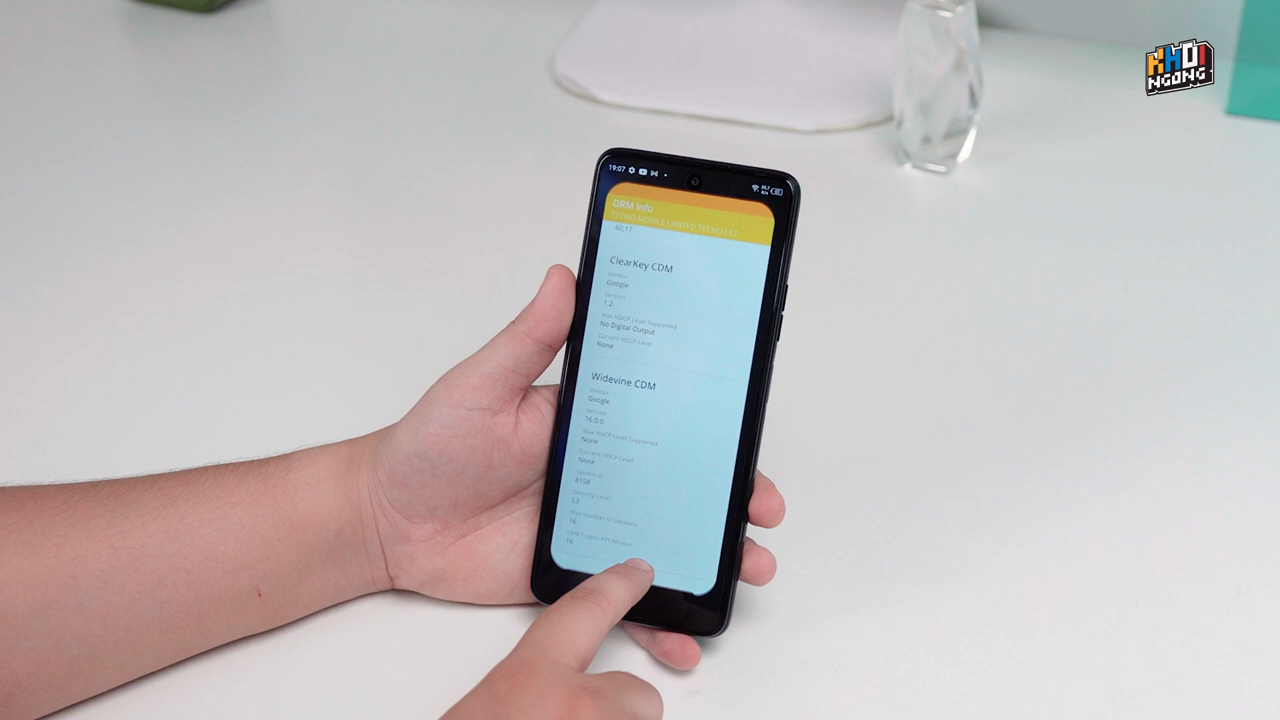 KHOI
NGONG
19:07
DRM Info
TECNO MOBILE LIMITED TECNO LE7
60,17
ClearKey CDM
Vendor
Google
Version
1.2
Max HDCP Level Supported
No Digital Output
Current HDCP Level
None
Widevine CDM
Vendor
Google
Version
16.0.0
Max HDCP Level Supported
None
Current HDCP Level
None
System ID
8158
Security Level
L3
Max Number of Sessions
16
OEM Crypto API Version
16